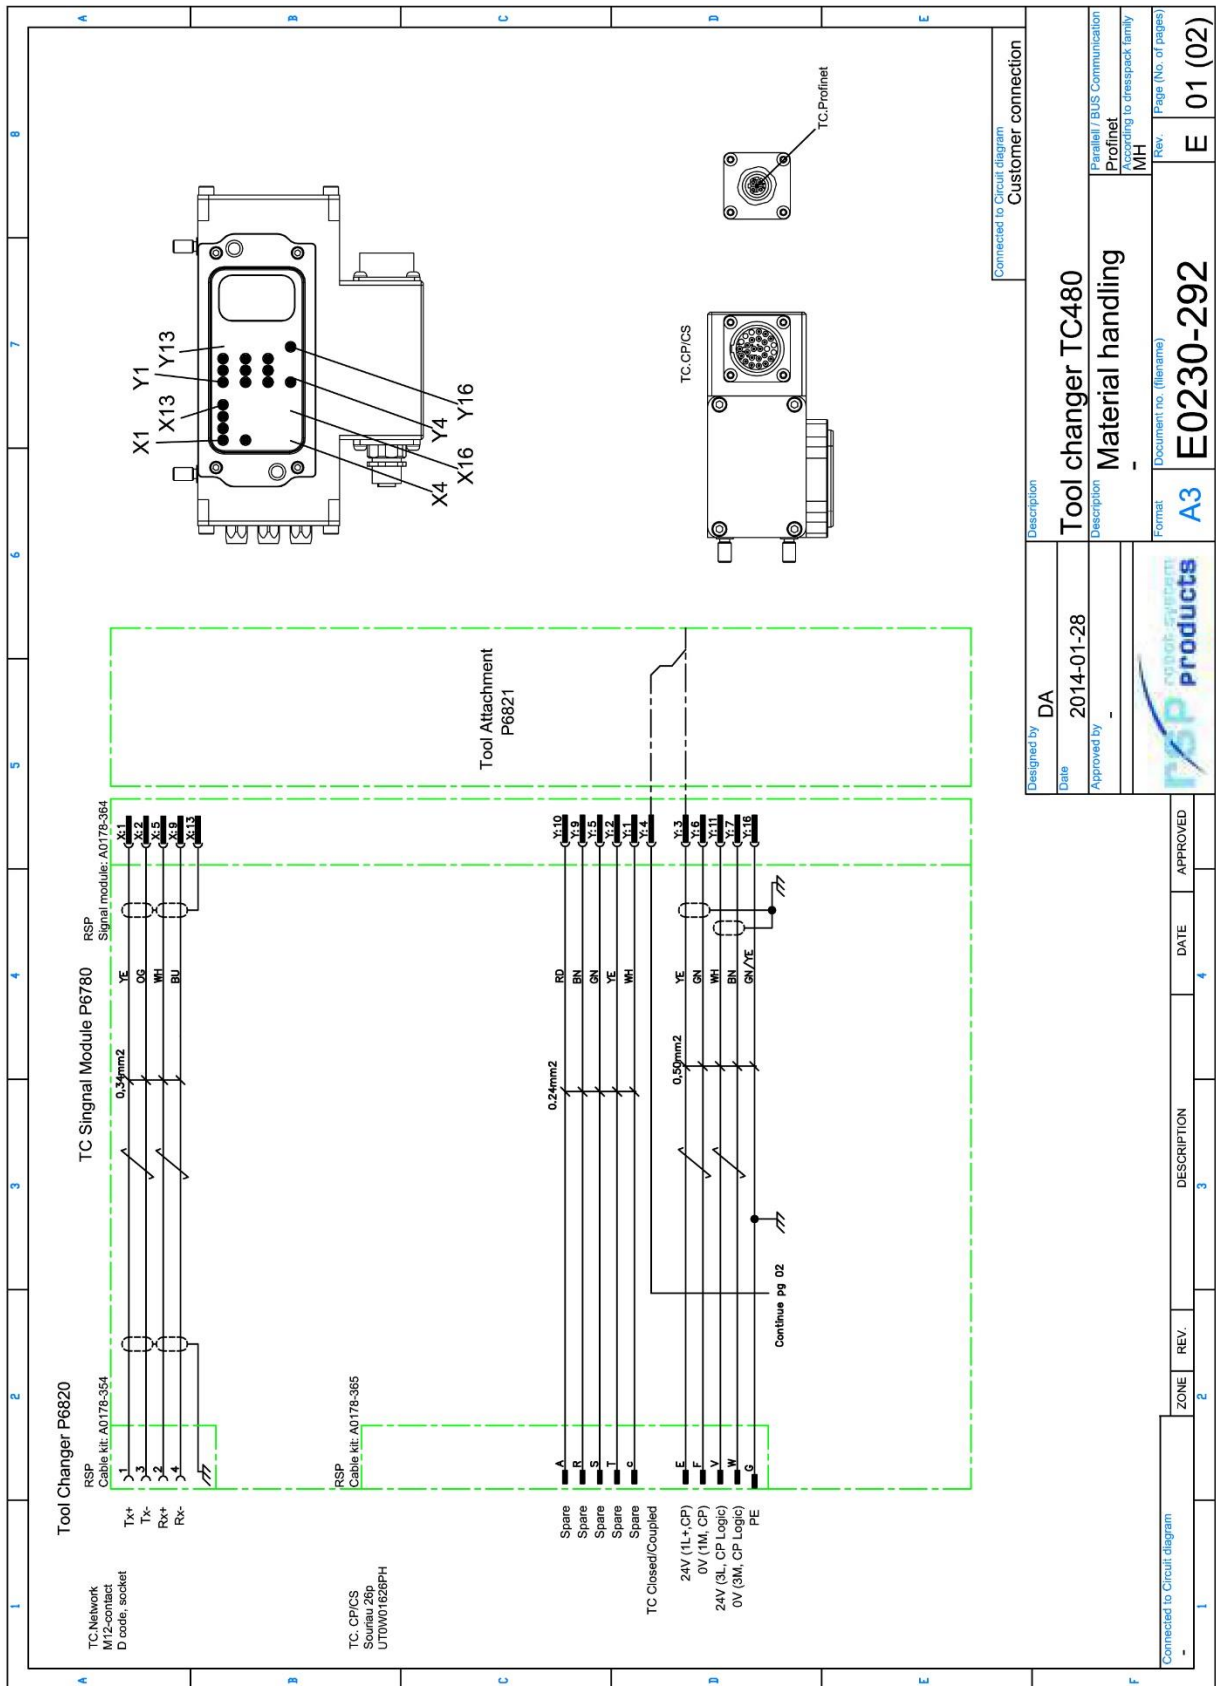 1
2
3
4
5
6
7
8
A
B
C
D
E
TC.Network
M12-contact
D code, socket
Tool Changer P6820
RSP
Cable kit: A0178-354
TC Singnal Module P6780
RSP
Signal module: A0178-364
Tx+ 1 0,34mm2 YE X:1
Tx- 3 OG X:2
Rx+ 2 WH X:5
Rx- 4 BU X:9
X:13
TC. CP/CS
Souriau 26p
UTOW01626PH
RSP
Cable kit: A0178-365
Spare A 0.24mm2 RD Y:10
Spare R BN Y:9
Spare S GN Y:5
Spare T YE Y:2
Spare c WH Y:1
TC Closed/Coupled Y:4
24V (1L+,CP) E 0,50mm2 YE Y:3
0V (1M, CP) F GN Y:6
24V (3L, CP Logic) V WH Y:11
0V (3M, CP Logic) W BN Y:7
PE G GN/YE Y:16
Continue pg 02
Tool Attachment
P6821
X1
X13
Y1
Y13
X4
X16
Y4
Y16
TC.CP/CS
TC.Profinet
Connected to Circuit diagram
Customer connection
Connected to Circuit diagram
-
ZONE REV. DESCRIPTION DATE APPROVED
Designed by
DA
Date
2014-01-28
Approved by
-
rsp robot system
products
Description
Tool changer TC480
Description
Material handling
-
Parallell / BUS Communication
Profinet
According to dresspack family
MH
Format
A3
Document no. (filename)
E0230-292
Rev.
E
Page (No. of pages)
01 (02)
A
B
C
D
E
F
1
2
3
4